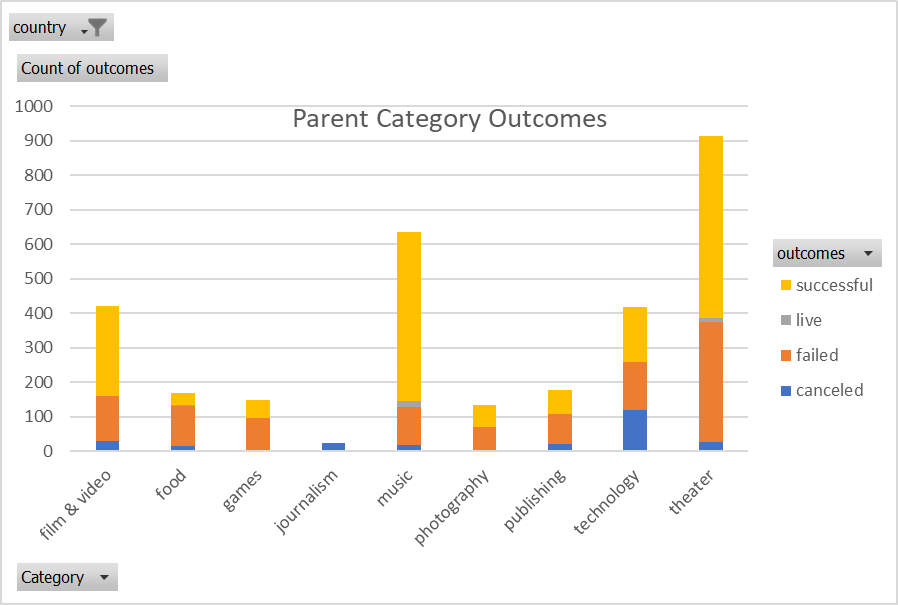 country
Count of outcomes
Parent Category Outcomes
1000
900
800
700
600
500
400
300
200
100
0
film & video
food
games
journalism
music
photography
publishing
technology
theater
outcomes
successful
live
failed
canceled
Category